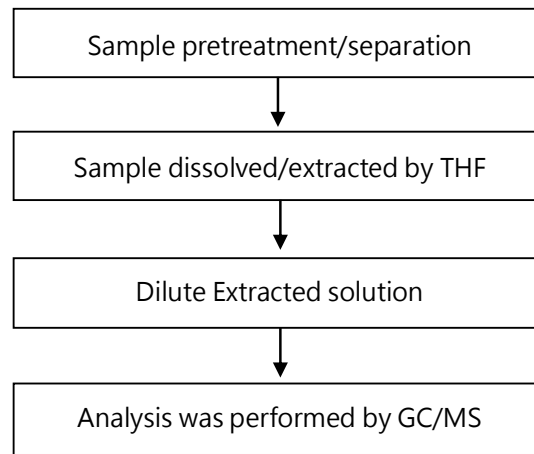 Sample pretreatment/separation
Sample dissolved/extracted by THF
Dilute Extracted solution
Analysis was performed by GC/MS